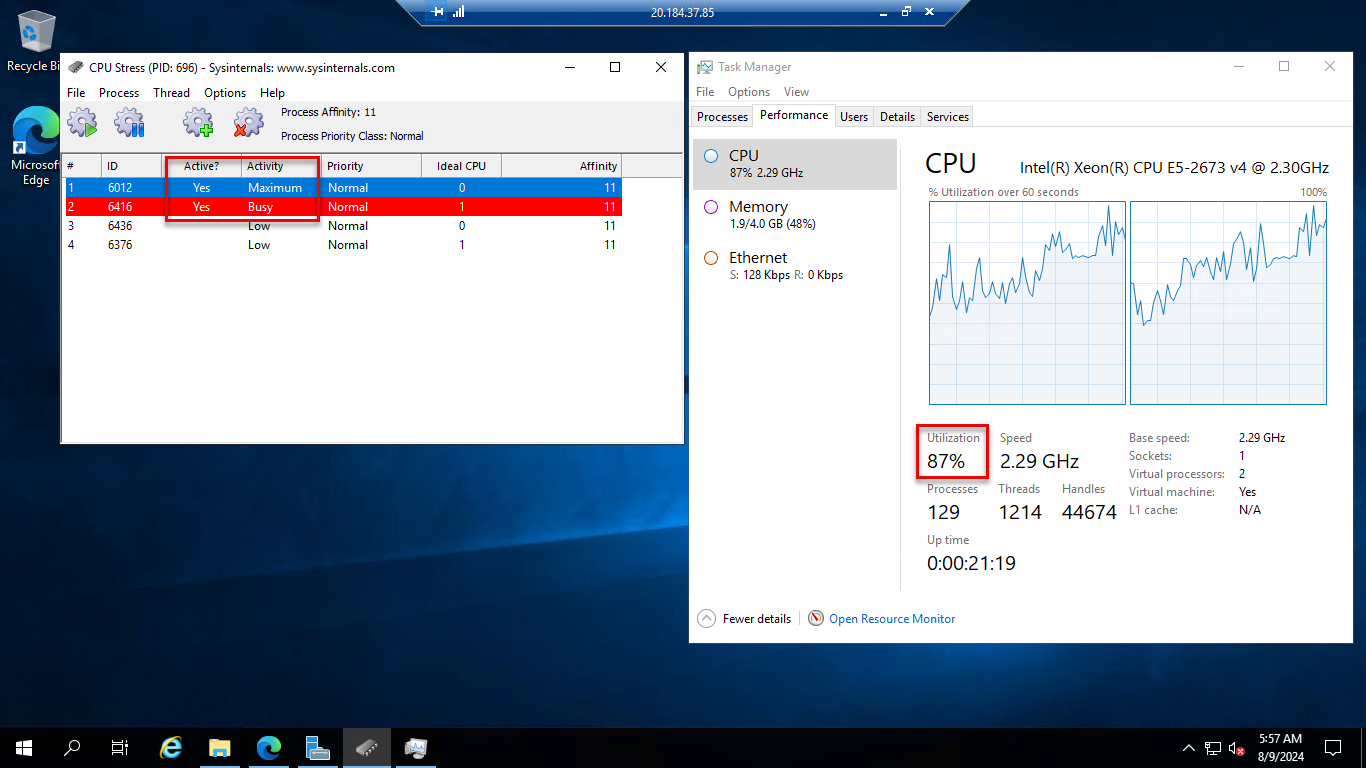 20.184.37.85
Recycle Bi
Microsof
Edge
CPU Stress (PID: 696) - Sysinternals: www.sysinternals.com
File Process Thread Options Help
Process Affinity: 11
Process Priority Class: Normal
# ID Active? Activity Priority Ideal CPU Affinity
1 6012 Yes Maximum Normal 0 11
2 6416 Yes Busy Normal 1 11
3 6436 Low Normal 0 11
4 6376 Low Normal 1 11
Task Manager
File Options View
Processes Performance Users Details Services
CPU
87% 2.29 GHz
Memory
1.9/4.0 GB (48%)
Ethernet
S: 128 Kbps R: 0 Kbps
CPU Intel(R) Xeon(R) CPU E5-2673 v4 @ 2.30GHz
% Utilization over 60 seconds 100%
Utilization Speed
87% 2.29 GHz
Processes Threads Handles
129 1214 44674
Up time
0:00:21:19
Base speed: 2.29 GHz
Sockets: 1
Virtual processors: 2
Virtual machine: Yes
L1 cache: N/A
Fewer details Open Resource Monitor
5:57 AM
8/9/2024